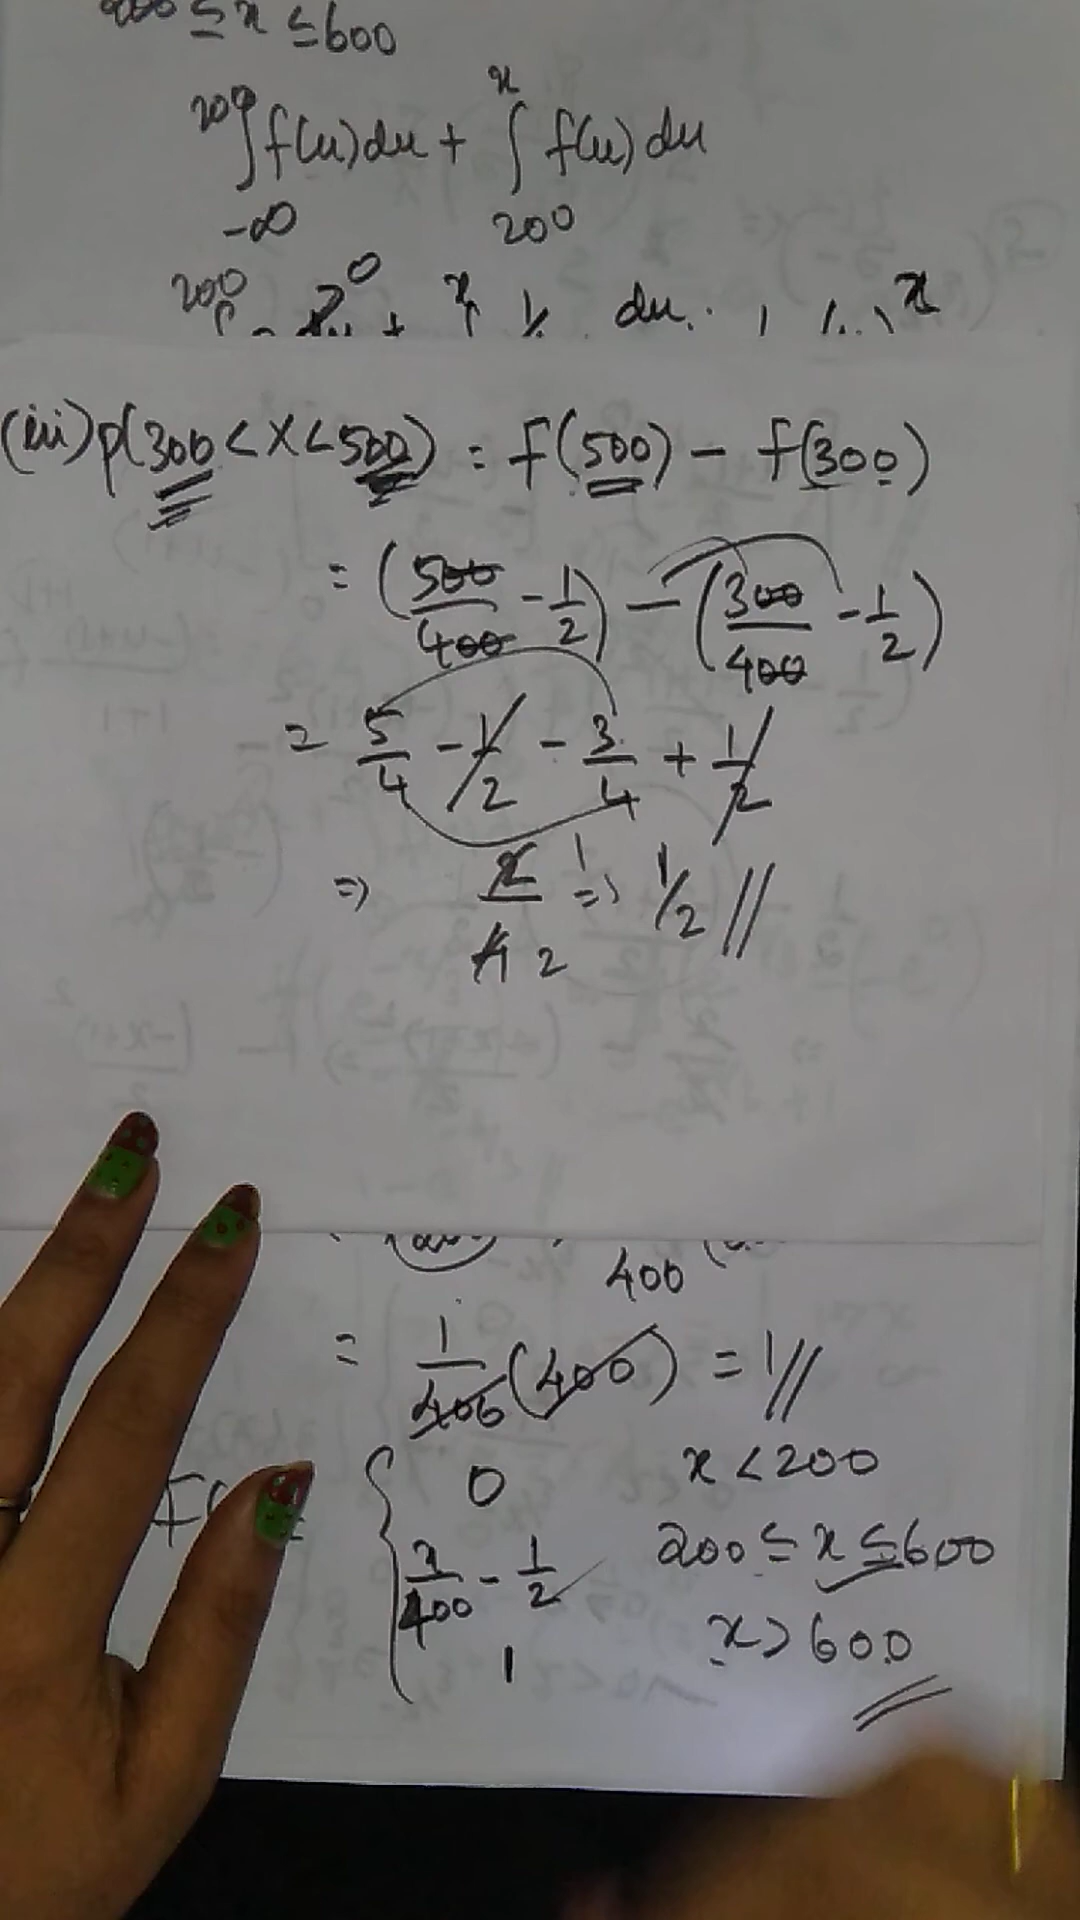 200 ≤ x ≤ 600
200∫-∞ f(u) du + x∫200 f(u) du
(iii) p(300 < X < 500) = F(500) - F(300)
= (500/400 - 1/2) - (300/400 - 1/2)
= 5/4 - 1/2 - 3/4 + 1/2
=> 2/4 1 2 => 1/2 //
400
= 1/400 (400) = 1 //
0 x < 200
x/400 - 1/2 200 ≤ x ≤ 600
1 x > 600